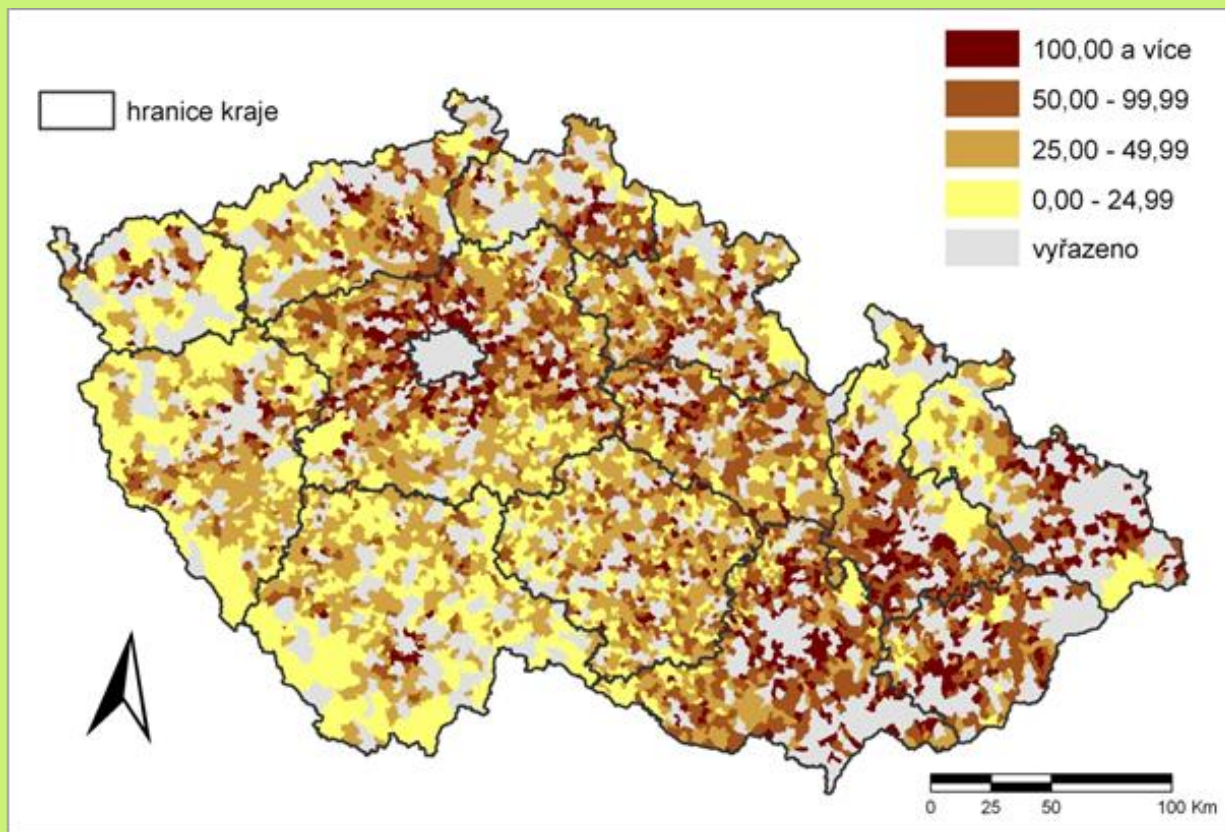 hranice kraje
100,00 a více
50,00 - 99,99
25,00 - 49,99
0,00 - 24,99
vyřazeno
0 25 50 100 Km